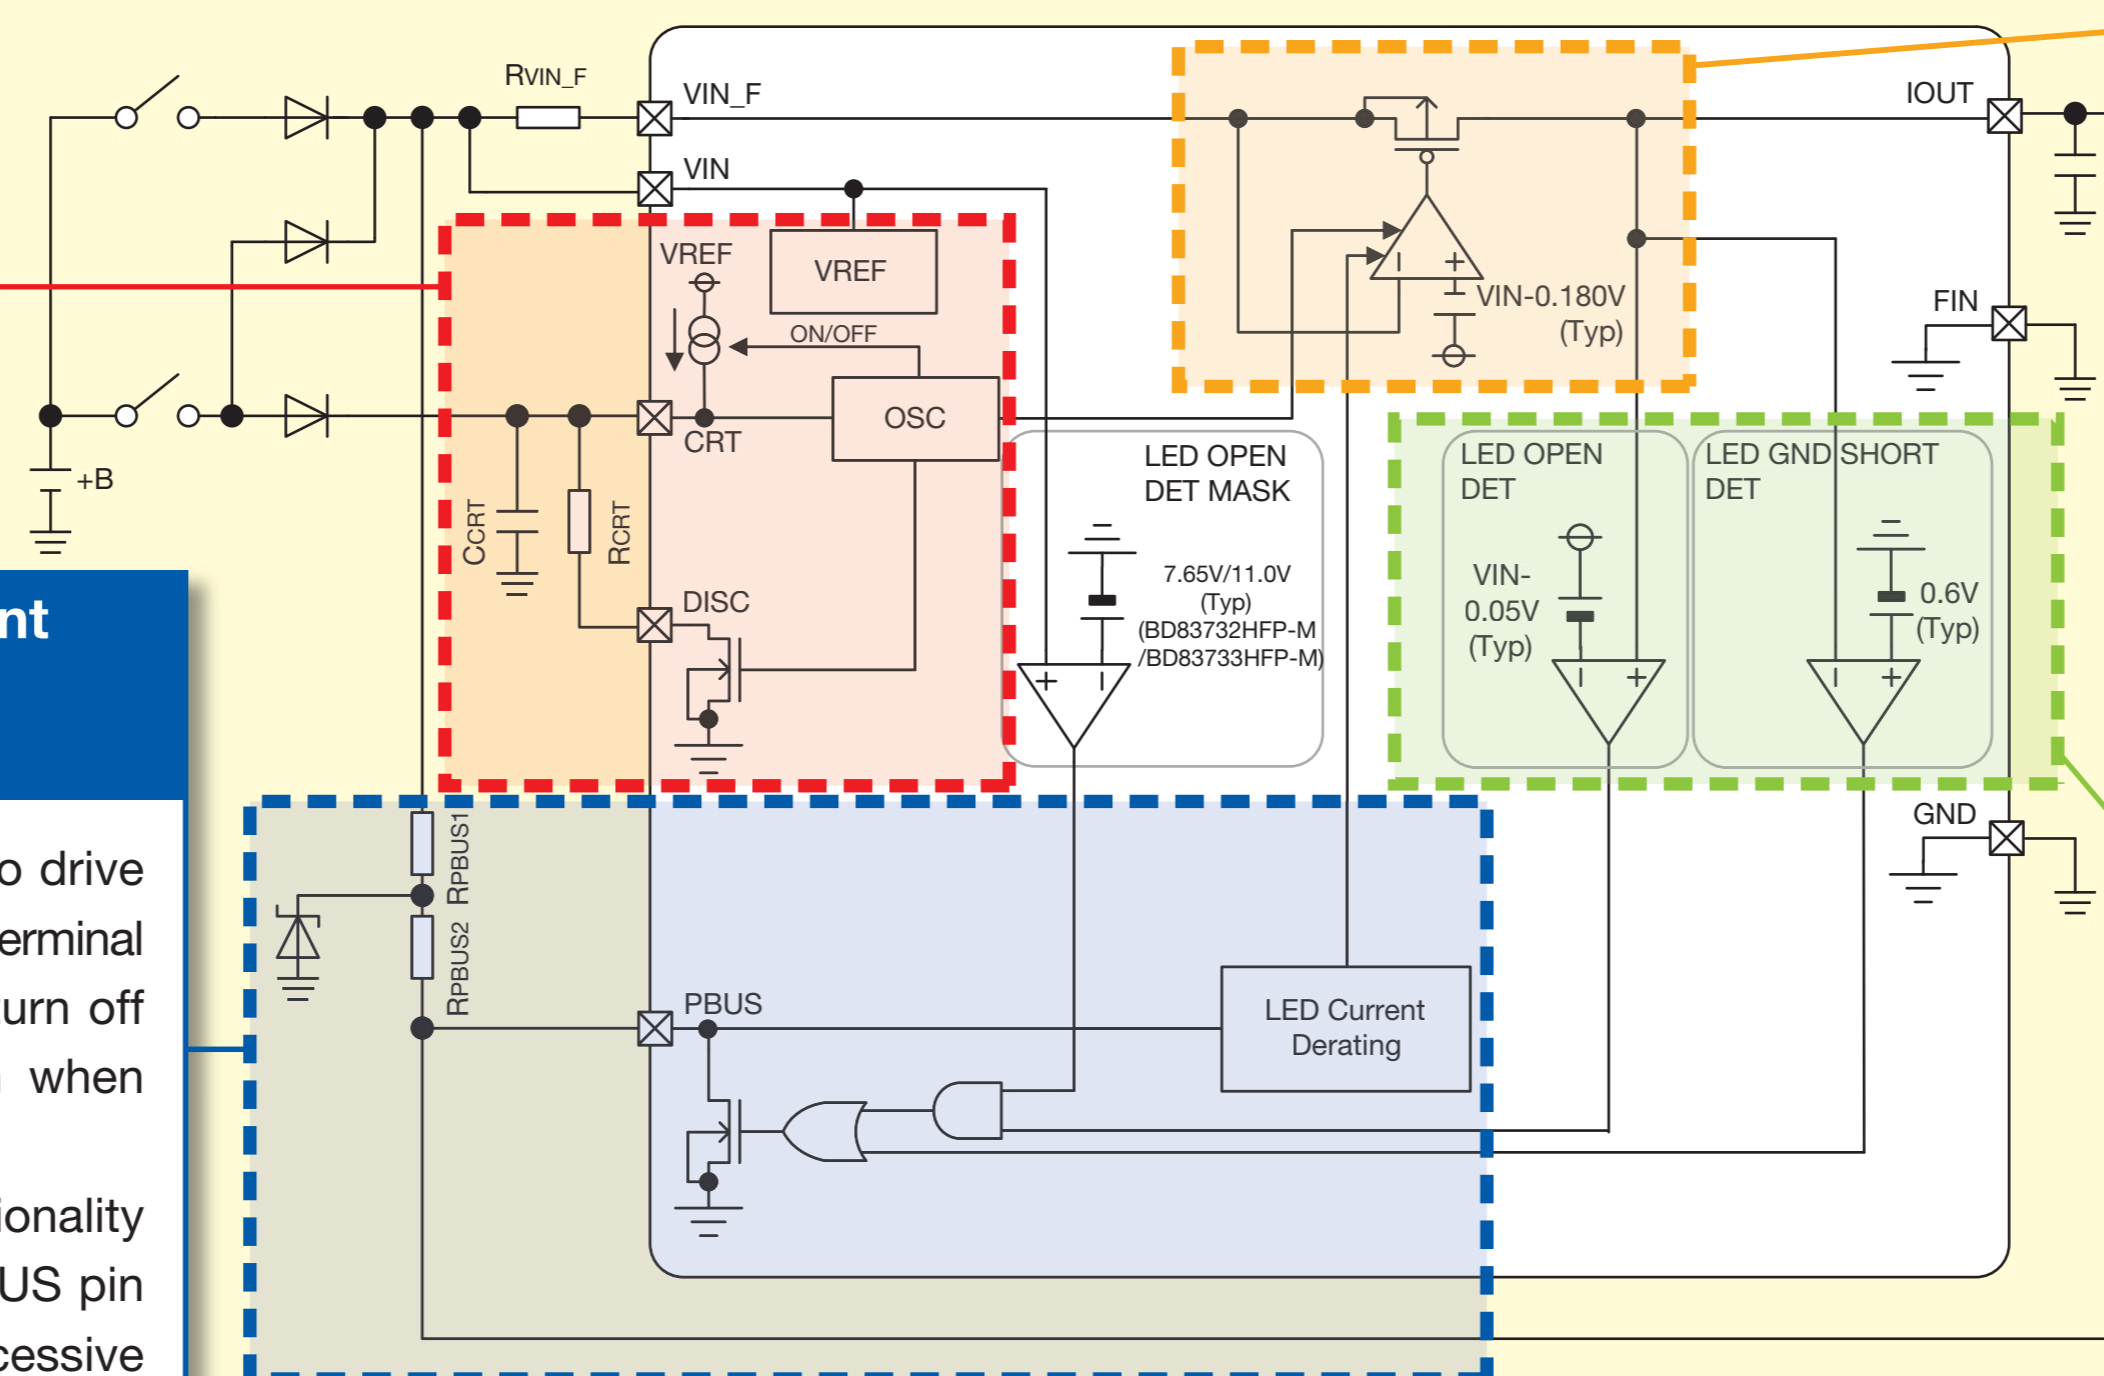 RVIN_F
VIN_F
IOUT
VIN
VREF
VREF
ON/OFF
VIN-0.180V
(Typ)
FIN
OSC
CRT
+B
CCRT
RCRT
LED OPEN
DET MASK
LED OPEN
DET
LED GND SHORT
DET
7.65V/11.0V
(Typ)
(BD83732HFP-M
/BD83733HFP-M)
VIN-
0.05V
(Typ)
0.6V
(Typ)
DISC
+
−
−
+
−
+
−
+
GND
RPBUS1
RPBUS2
PBUS
LED Current
Derating
nt
o drive
erminal
turn off
when
ionality
US pin
cessive